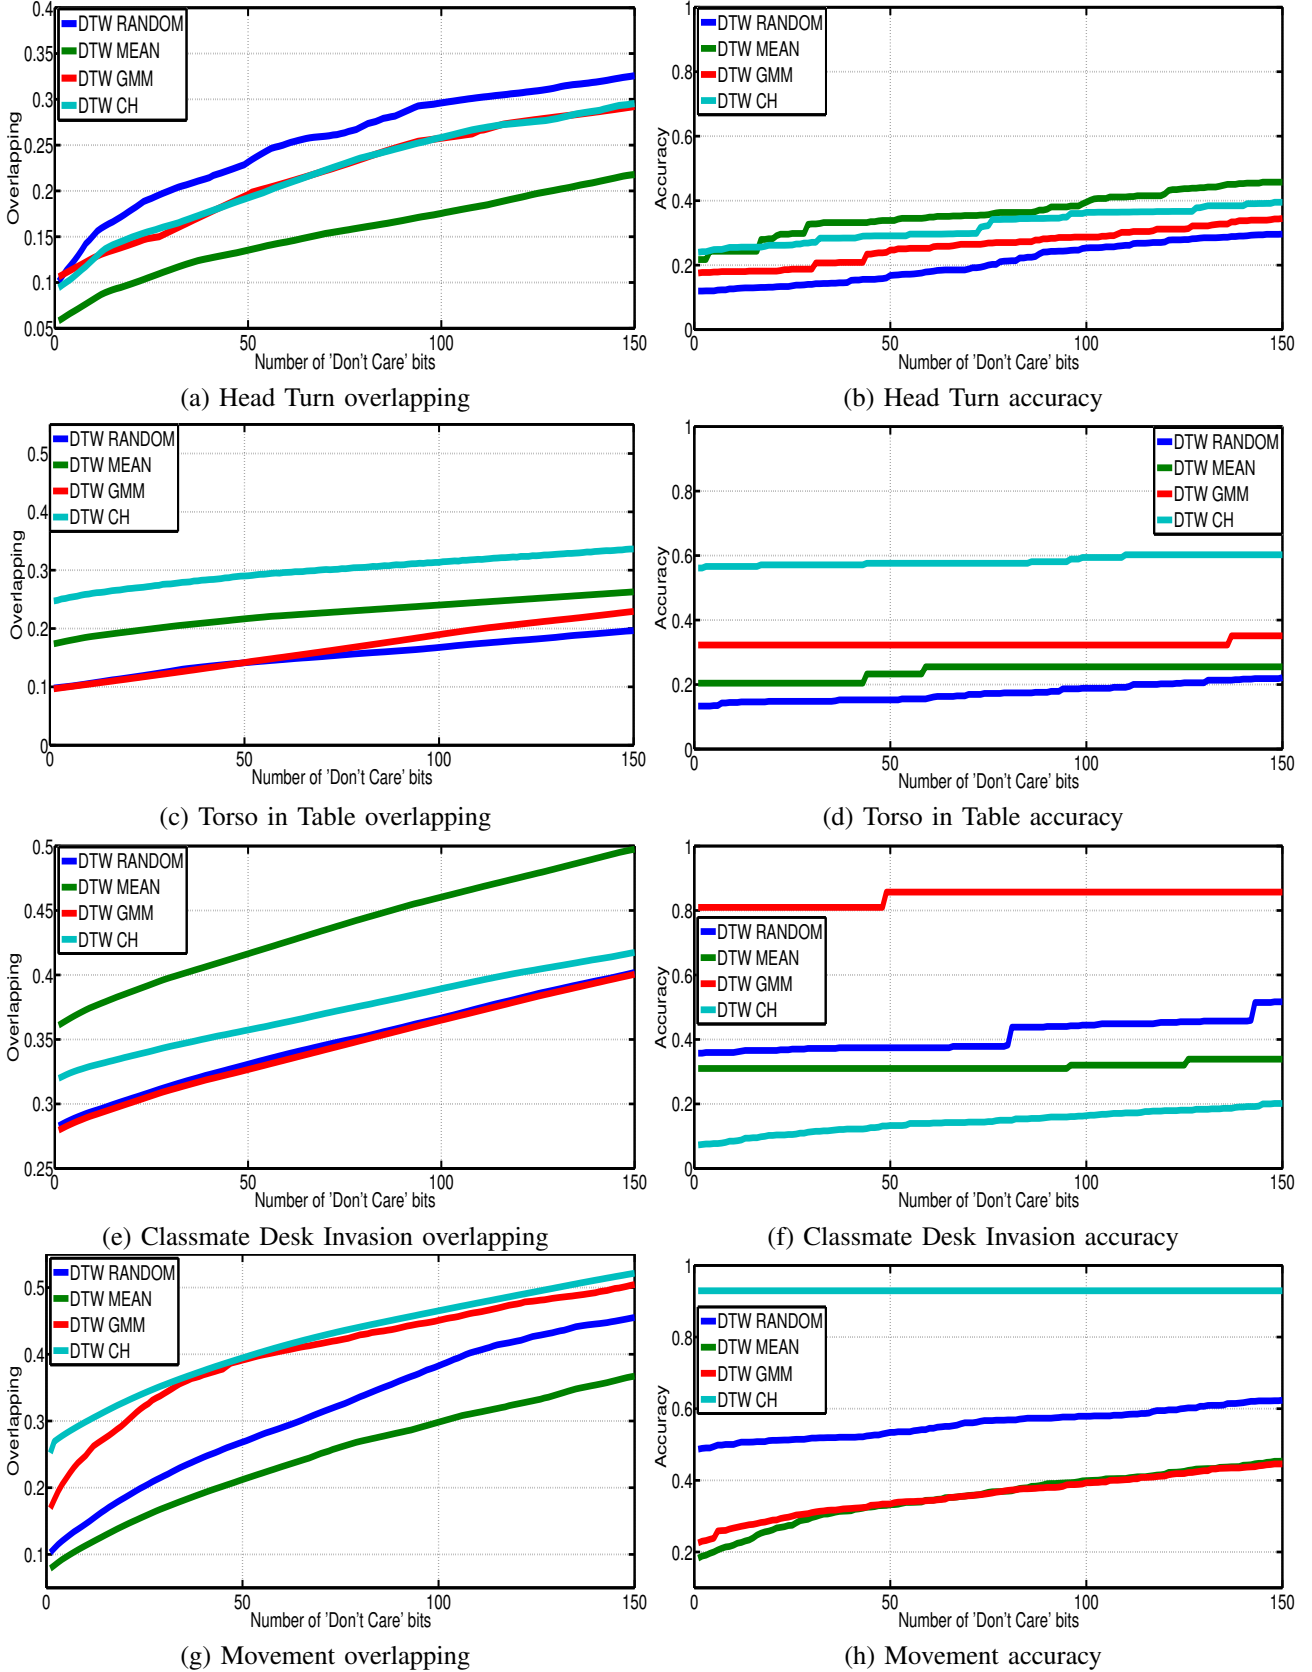 0.4
0.35
0.3
0.25
0.2
0.15
0.1
0.05
Overlapping
DTW RANDOM
DTW MEAN
DTW GMM
DTW CH
0 50 100 150
Number of 'Don't Care' bits
(a) Head Turn overlapping
1
0.8
0.6
0.4
0.2
0
Accuracy
DTW RANDOM
DTW MEAN
DTW GMM
DTW CH
0 50 100 150
Number of 'Don't Care' bits
(b) Head Turn accuracy
0.5
0.4
0.3
0.2
0.1
0
Overlapping
DTW RANDOM
DTW MEAN
DTW GMM
DTW CH
0 50 100 150
Number of 'Don't Care' bits
(c) Torso in Table overlapping
1
0.8
0.6
0.4
0.2
0
Accuracy
DTW RANDOM
DTW MEAN
DTW GMM
DTW CH
0 50 100 150
Number of 'Don't Care' bits
(d) Torso in Table accuracy
0.5
0.45
0.4
0.35
0.3
0.25
Overlapping
DTW RANDOM
DTW MEAN
DTW GMM
DTW CH
0 50 100 150
Number of 'Don't Care' bits
(e) Classmate Desk Invasion overlapping
1
0.8
0.6
0.4
0.2
0
Accuracy
DTW RANDOM
DTW MEAN
DTW GMM
DTW CH
0 50 100 150
Number of 'Don't Care' bits
(f) Classmate Desk Invasion accuracy
0.5
0.4
0.3
0.2
0.1
Overlapping
DTW RANDOM
DTW MEAN
DTW GMM
DTW CH
0 50 100 150
Number of 'Don't Care' bits
(g) Movement overlapping
1
0.8
0.6
0.4
0.2
Accuracy
DTW RANDOM
DTW MEAN
DTW GMM
DTW CH
0 50 100 150
Number of 'Don't Care' bits
(h) Movement accuracy